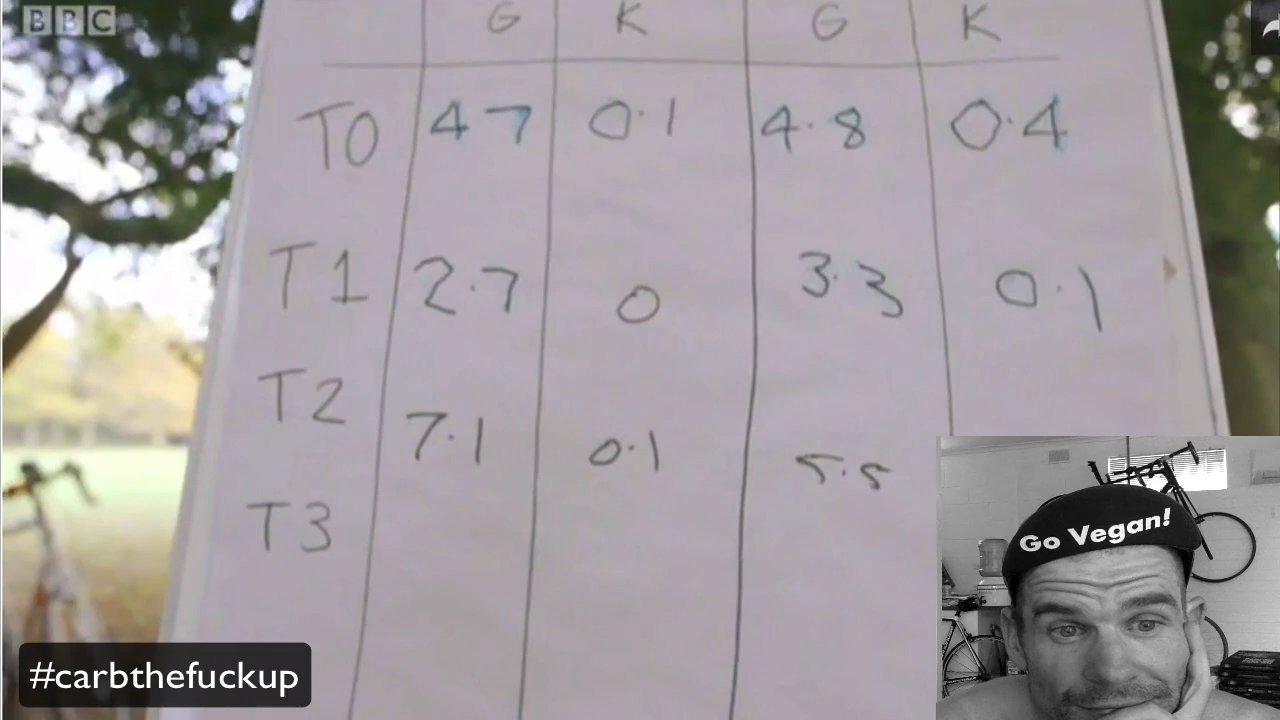 BBC
G K G K
T0 4.7 0.1 4.8 0.4
T1 2.7 0 3.3 0.1
T2 7.1 0.1 5.5
T3
Go Vegan!
#carbthefuckup